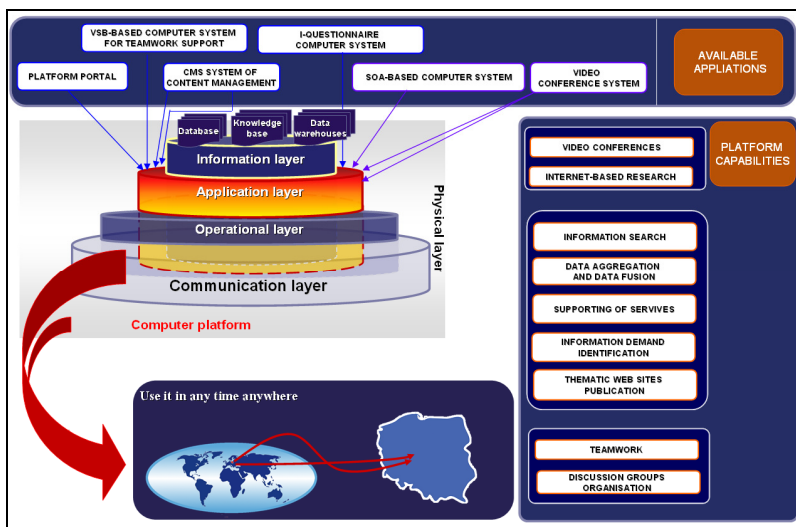 VSB-BASED COMPUTER SYSTEM
FOR TEAMWORK SUPPORT
I-QUESTIONNAIRE
COMPUTER SYSTEM
AVAILABLE
APPLIATIONS
PLATFORM PORTAL
CMS SYSTEM OF
CONTENT MANAGEMENT
SOA-BASED COMPUTER SYSTEM
VIDEO
CONFERENCE SYSTEM
Database
Knowledge
base
Data
warehouses
Information layer
Application layer
Operational layer
Communication layer
Physical layer
Computer platform
PLATFORM
CAPABILITIES
VIDEO CONFERENCES
INTERNET-BASED RESEARCH
INFORMATION SEARCH
DATA AGGREGATION
AND DATA FUSION
SUPPORTING OF SERVIVES
INFORMATION DEMAND
IDENTIFICATION
THEMATIC WEB SITES
PUBLICATION
TEAMWORK
DISCUSSION GROUPS
ORGANISATION
Use it in any time anywhere